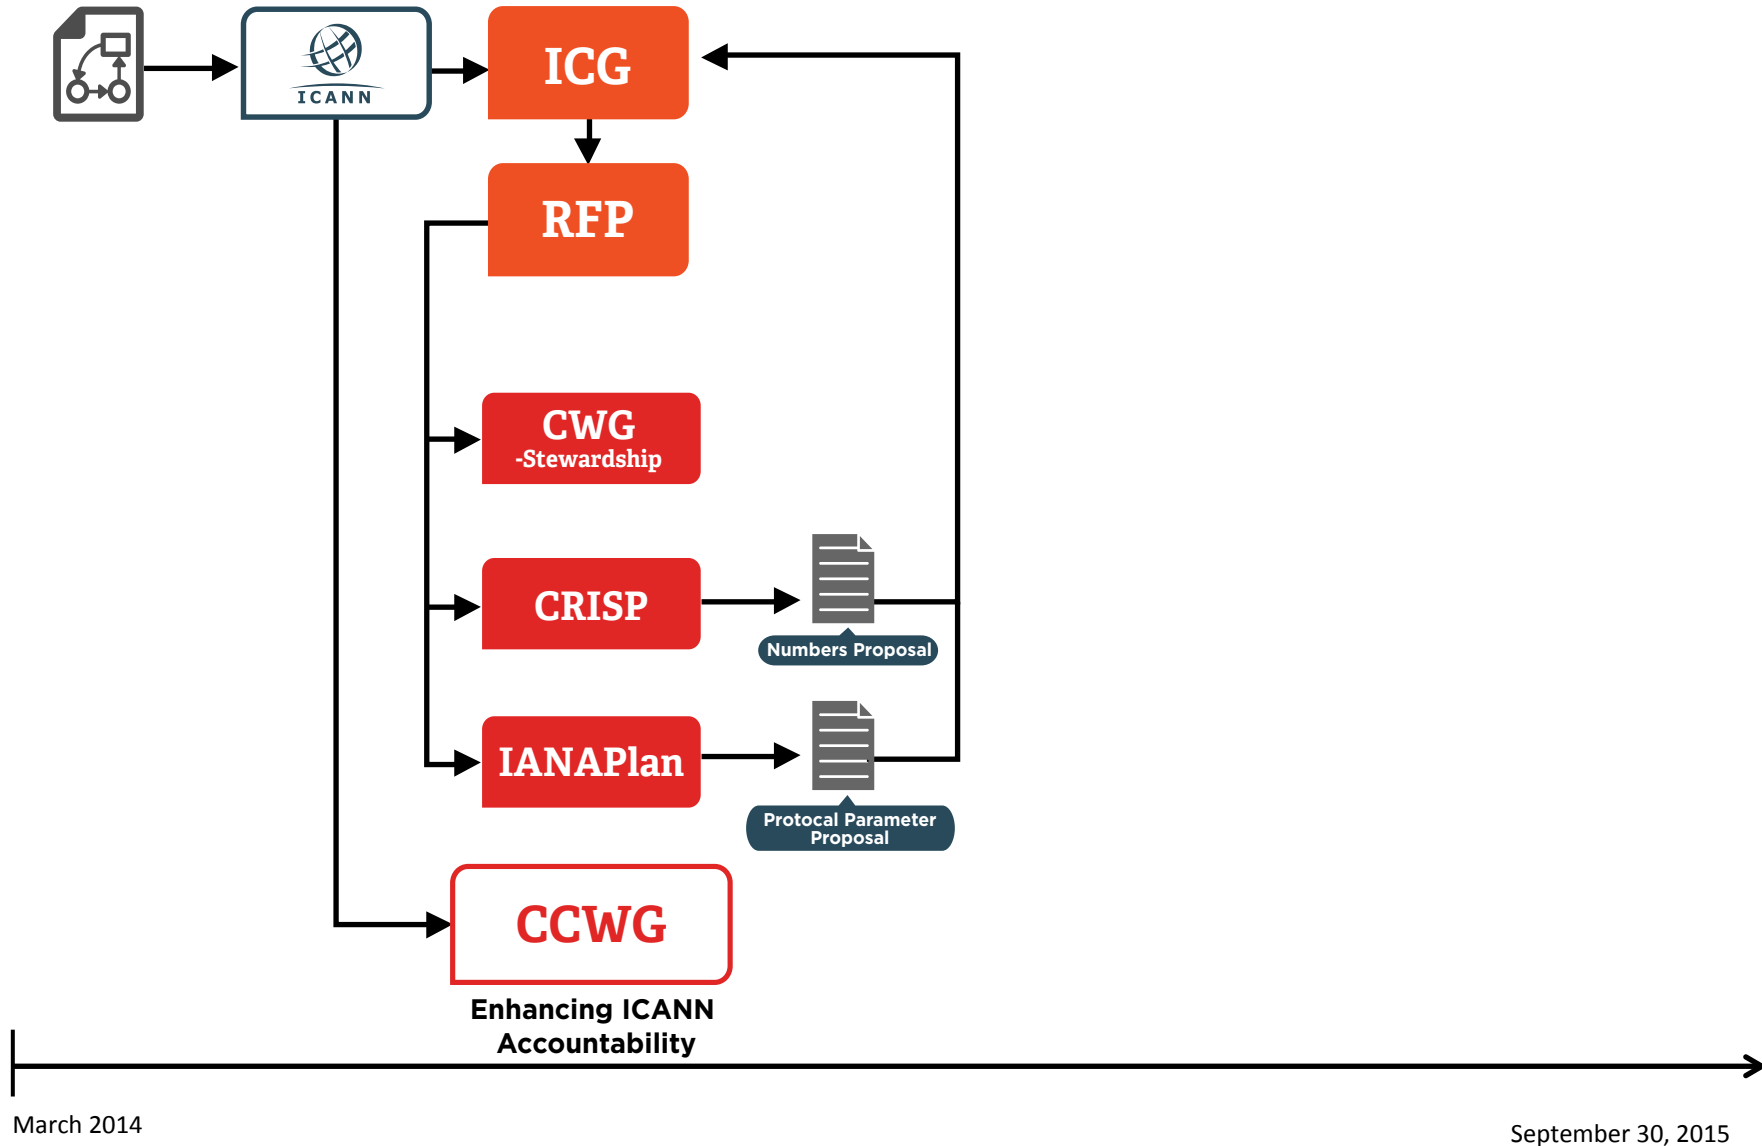 ICANN
ICG
RFP
CWG
-Stewardship
CRISP
Numbers Proposal
IANAPlan
Protocal Parameter
Proposal
CCWG
Enhancing ICANN
Accountability
March 2014
September 30, 2015